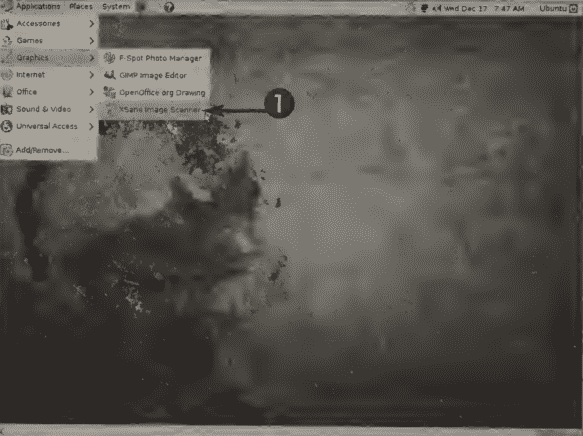 Applications Places System
Wed Dec 17 7:47 AM Ubuntu
Accessories
Games
Graphics
Internet
Office
Sound & Video
Universal Access
Add/Remove...
F-Spot Photo Manager
GIMP Image Editor
OpenOffice.org Drawing
XSane Image Scanner
1